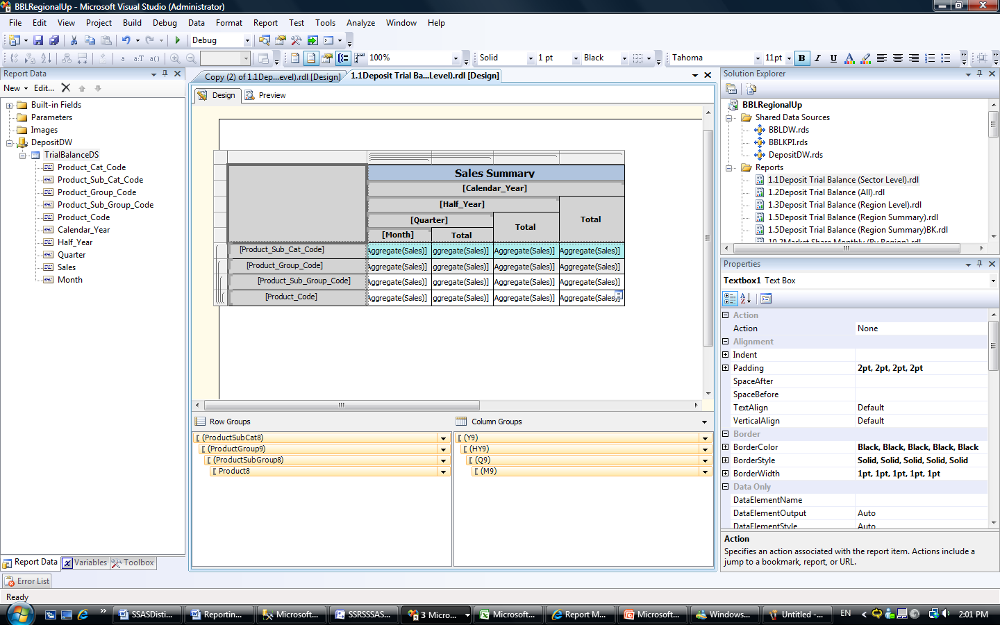 BBLRegionalUp - Microsoft Visual Studio (Administrator)
File Edit View Project Build Debug Data Format Report Test Tools Analyze Window Help
Debug
100% Solid 1 pt Black Tahoma 11pt B I U
Report Data
New Edit...
Built-in Fields
Parameters
Images
DepositDW
TrialBalanceDS
Product_Cat_Code
Product_Sub_Cat_Code
Product_Group_Code
Product_Sub_Group_Code
Product_Code
Calendar_Year
Half_Year
Quarter
Sales
Month
Report Data Variables Toolbox
Error List
Ready
Copy (2) of 1.1Dep...evel).rdl [Design] 1.1Deposit Trial Ba...Level).rdl [Design]
Design Preview
Sales Summary
[Calendar_Year]
[Half_Year]
Total
[Quarter]
Total
[Month] Total
[Product_Sub_Cat_Code] Aggregate(Sales)] ggregate(Sales)] Aggregate(Sales)] Aggregate(Sales)]
[Product_Group_Code] Aggregate(Sales)] ggregate(Sales)] Aggregate(Sales)] Aggregate(Sales)]
[Product_Sub_Group_Code] Aggregate(Sales)] ggregate(Sales)] Aggregate(Sales)] Aggregate(Sales)]
[Product_Code] Aggregate(Sales)] ggregate(Sales)] Aggregate(Sales)] Aggregate(Sales)]
Row Groups
(ProductSubCat8)
(ProductGroup9)
(ProductSubGroup8)
Product8
Column Groups
(Y9)
(HY9)
(Q9)
(M9)
Solution Explorer
BBLRegionalUp
Shared Data Sources
BBLDW.rds
BBLKPI.rds
DepositDW.rds
Reports
1.1Deposit Trial Balance (Sector Level).rdl
1.2Deposit Trial Balance (All).rdl
1.3Deposit Trial Balance (Region Level).rdl
1.5Deposit Trial Balance (Region Summary).rdl
1.5Deposit Trial Balance (Region Summary)BK.rdl
10.2Market Share Monthly (By Region).rdl
Properties
Textbox1 Text Box
Action
Action None
Alignment
Indent
Padding 2pt, 2pt, 2pt, 2pt
SpaceAfter
SpaceBefore
TextAlign Default
VerticalAlign Default
Border
BorderColor Black, Black, Black, Black, Black
BorderStyle Solid, Solid, Solid, Solid, Solid
BorderWidth 1pt, 1pt, 1pt, 1pt, 1pt
Data Only
DataElementName
DataElementOutput Auto
DataElementStyle Auto
Action
Specifies an action associated with the report item. Actions include a
jump to a bookmark, report, or URL.
SSASDisti... Reportin... Microsoft... SSRSSSAS... 3 Micro... Microsoft... Report M... Microsoft... Windows... Untitled -... EN 2:01 PM